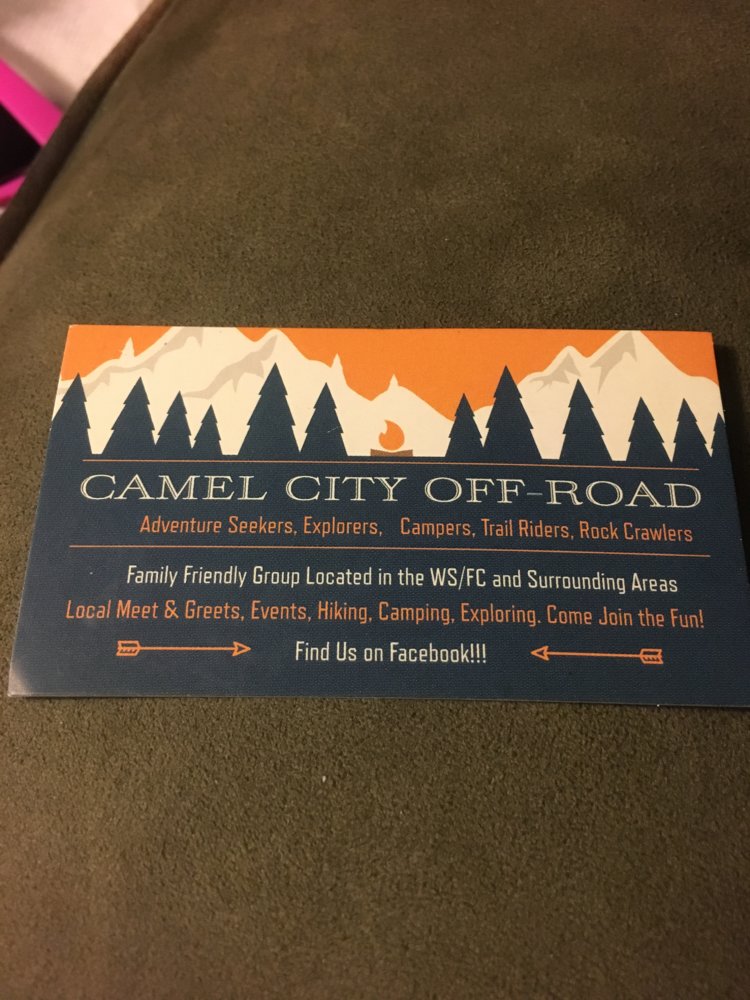 CAMEL CITY OFF-ROAD
Adventure Seekers, Explorers, Campers, Trail Riders, Rock Crawlers
Family Friendly Group Located in the WS/FC and Surrounding Areas
Local Meet & Greets, Events, Hiking, Camping, Exploring. Come Join the Fun!
Find Us on Facebook!!!